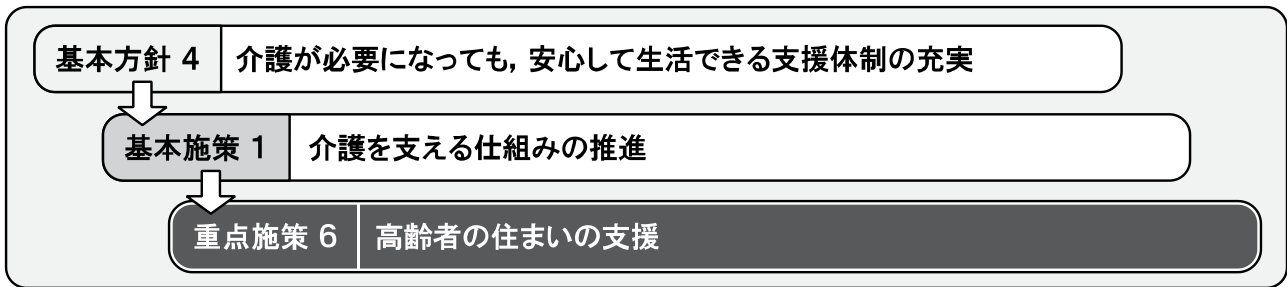 基本方針 4 介護が必要になっても，安心して生活できる支援体制の充実
基本施策 1 介護を支える仕組みの推進
重点施策 6 高齢者の住まいの支援